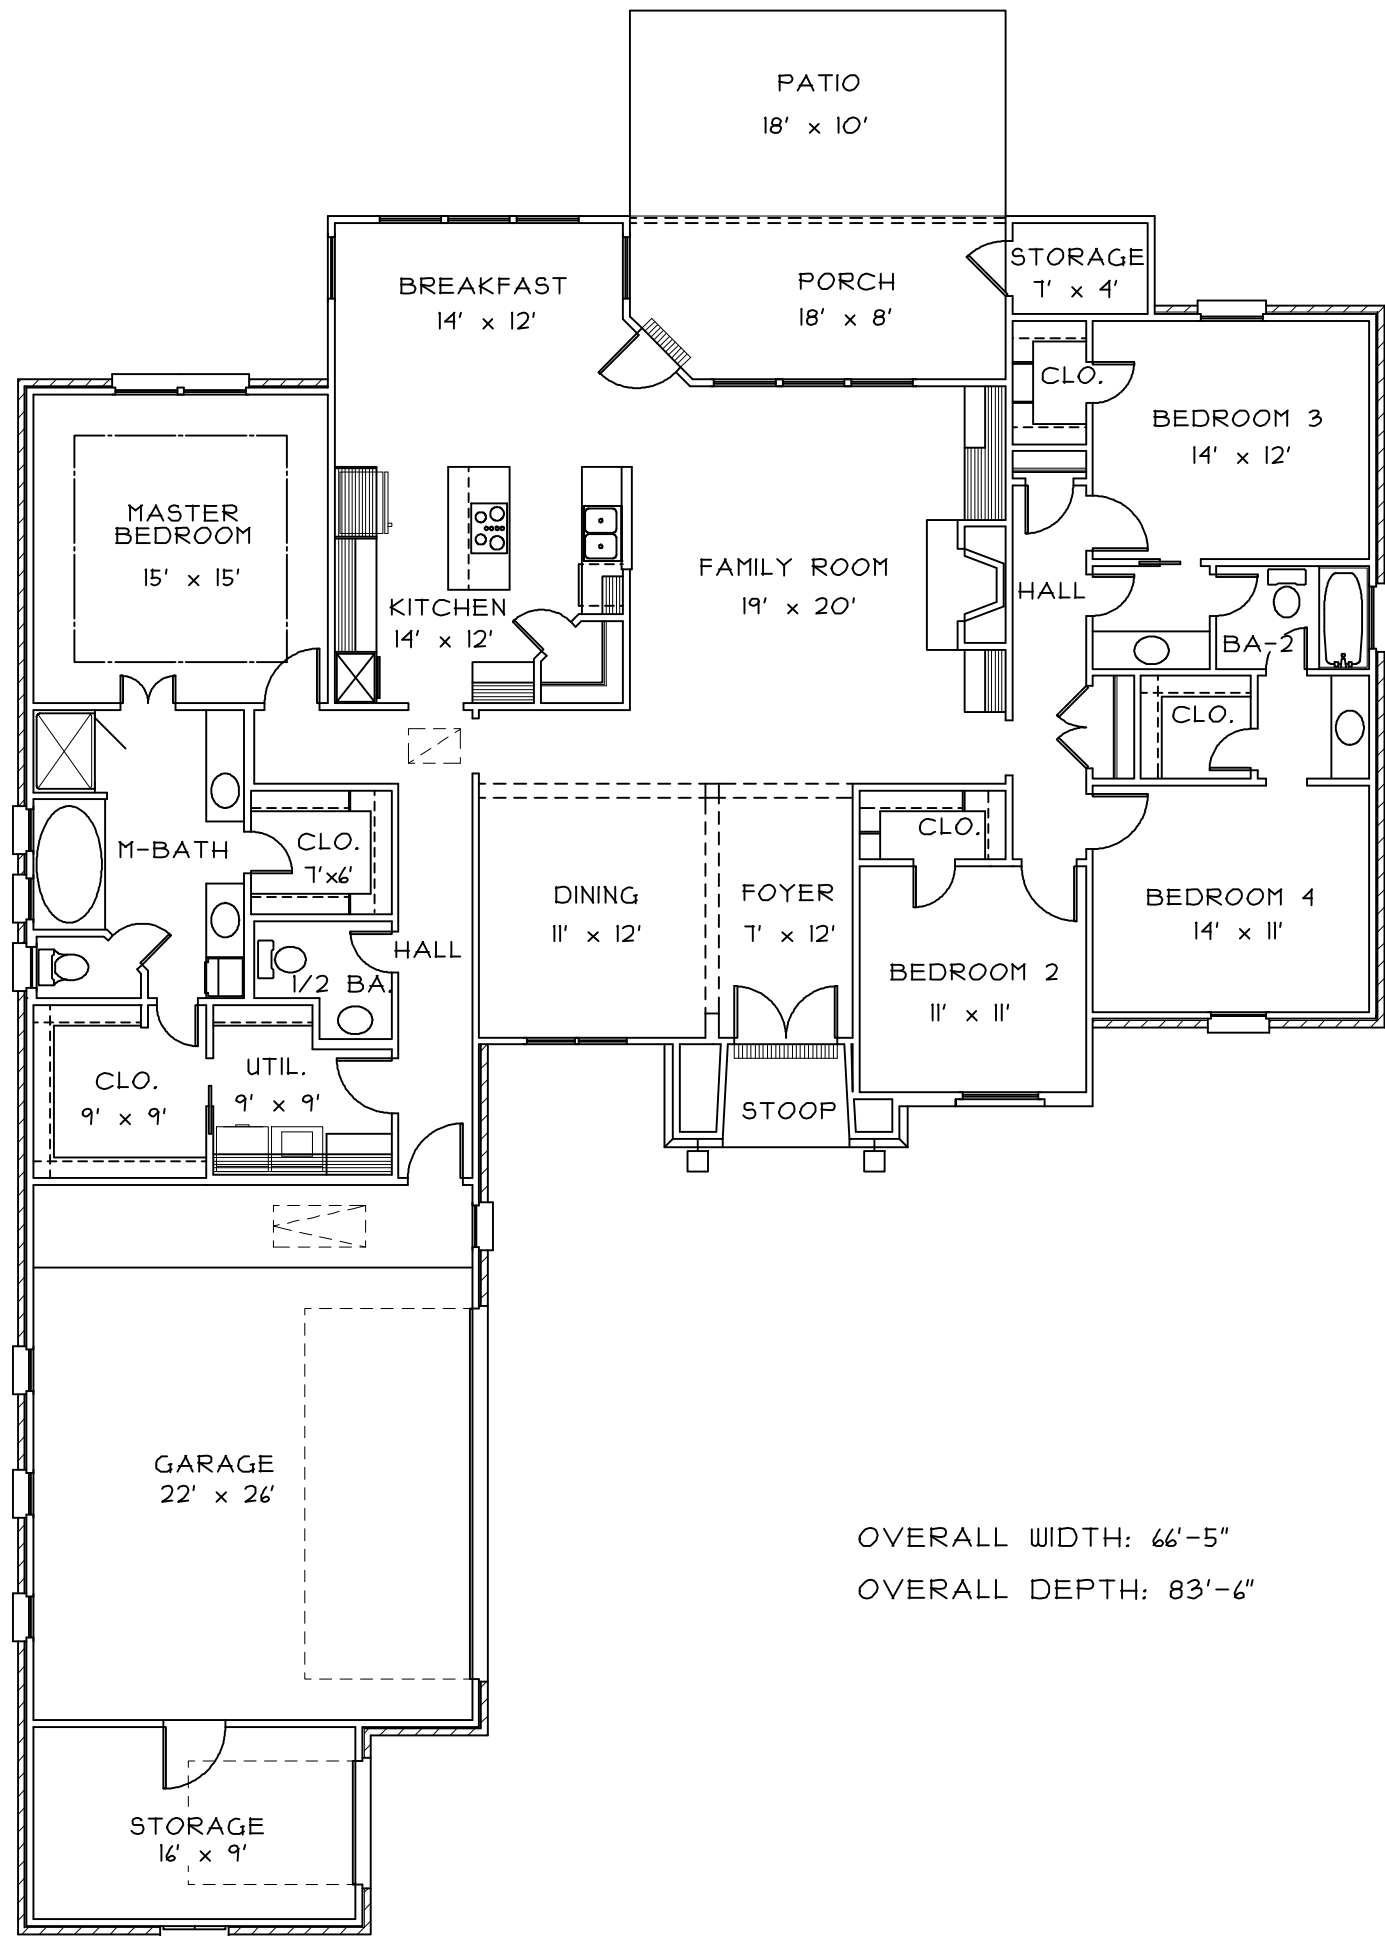 PATIO
18' x 10'
STORAGE
7' x 4'
BREAKFAST
14' x 12'
PORCH
18' x 8'
CLO.
BEDROOM 3
14' x 12'
MASTER
BEDROOM
15' x 15'
FAMILY ROOM
19' x 20'
HALL
KITCHEN
14' x 12'
BA-2
CLO.
M-BATH
CLO.
7'x6'
CLO.
DINING
11' x 12'
FOYER
7' x 12'
BEDROOM 4
14' x 11'
HALL
BEDROOM 2
11' x 11'
1/2 BA.
UTIL.
9' x 9'
CLO.
9' x 9'
STOOP
GARAGE
22' x 26'
OVERALL WIDTH: 66'-5"
OVERALL DEPTH: 83'-6"
STORAGE
16' x 9'